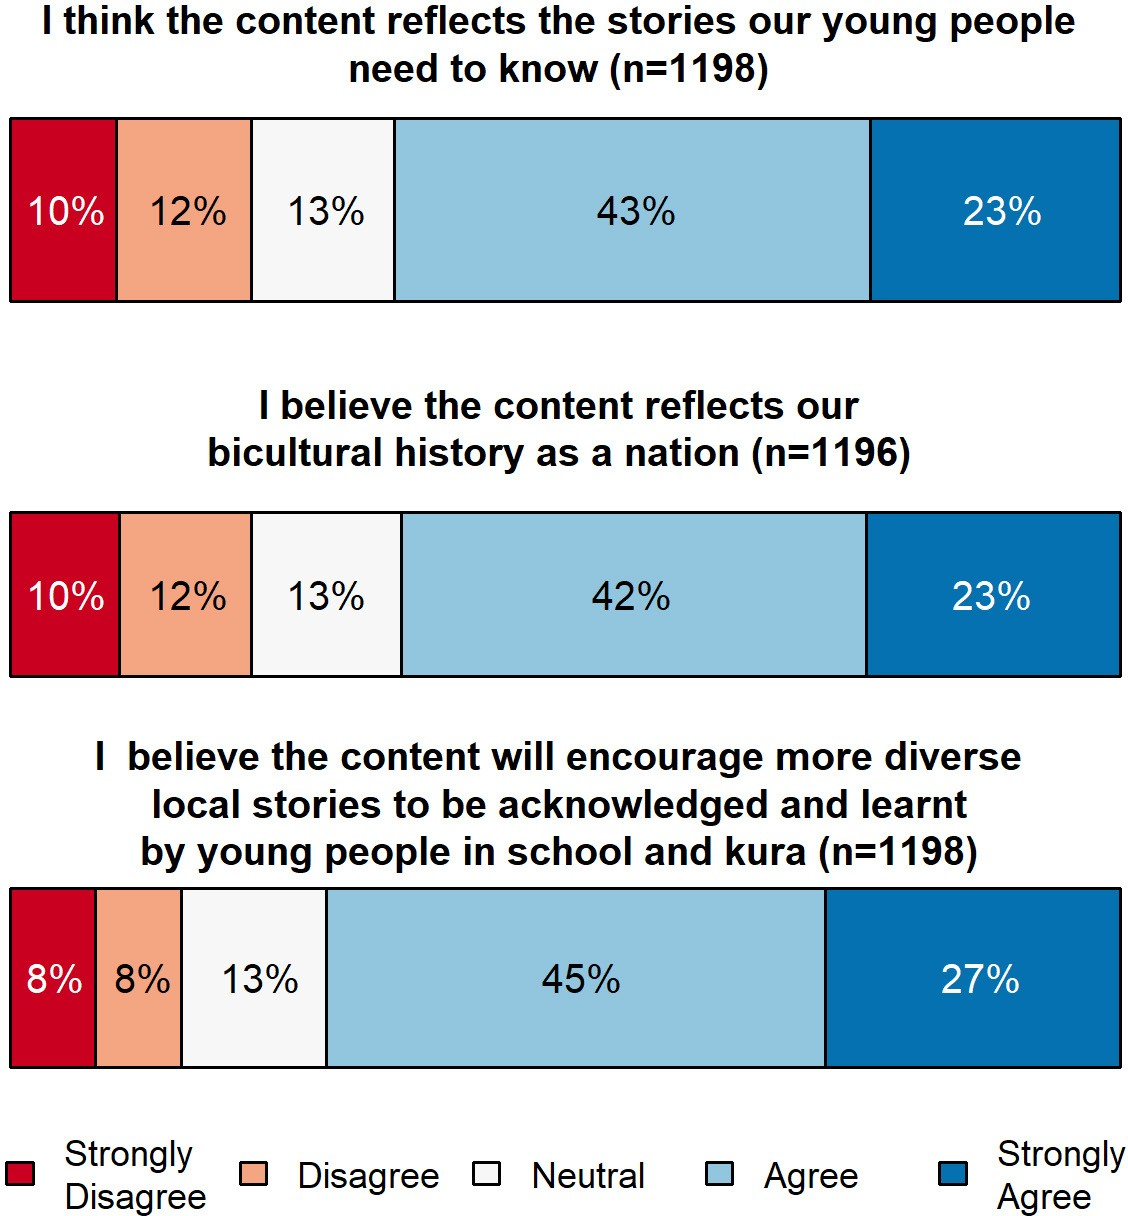 I think the content reflects the stories our young people
need to know (n=1198)
10% 12% 13% 43% 23%
I believe the content reflects our
bicultural history as a nation (n=1196)
10% 12% 13% 42% 23%
I  believe the content will encourage more diverse
local stories to be acknowledged and learnt
by young people in school and kura (n=1198)
8% 8% 13% 45% 27%
Strongly
Disagree
Disagree
Neutral
Agree
Strongly
Agree